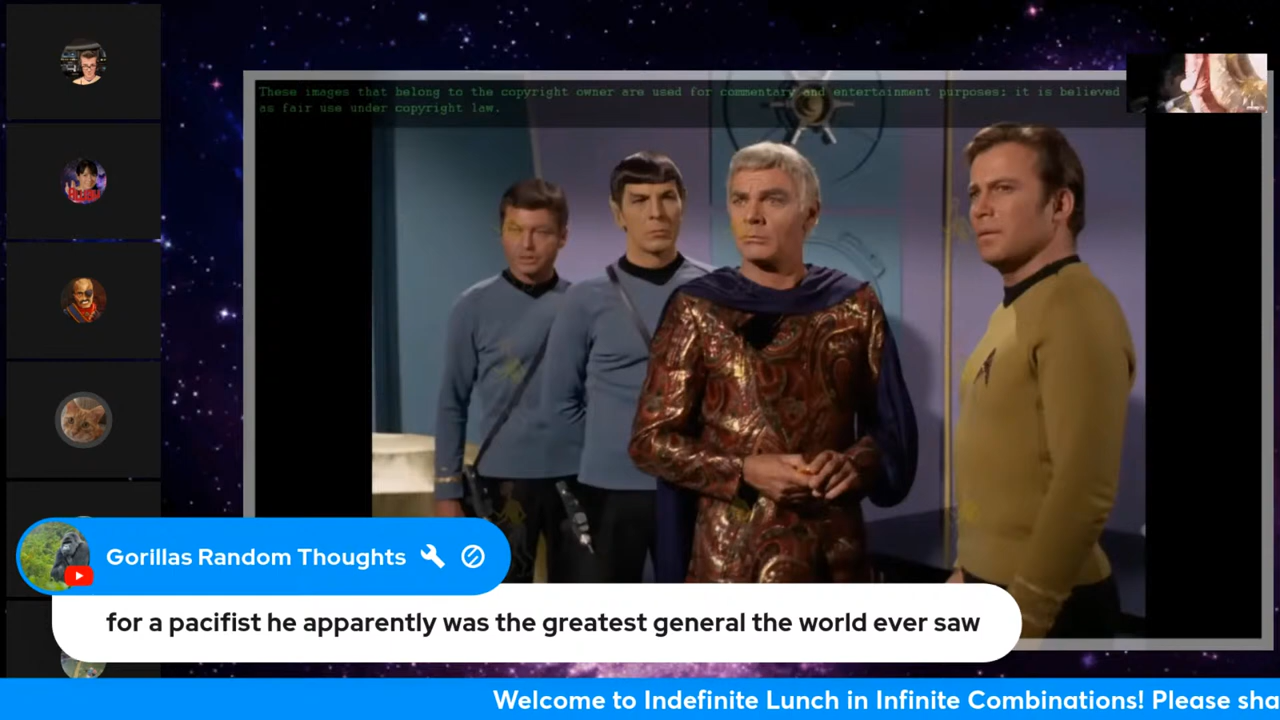 These images that belong to the copyright owner are used for commentary and entertainment purposes; it is believed
as fair use under copyright law.
Gorillas Random Thoughts
for a pacifist he apparently was the greatest general the world ever saw
Welcome to Indefinite Lunch in Infinite Combinations! Please sha